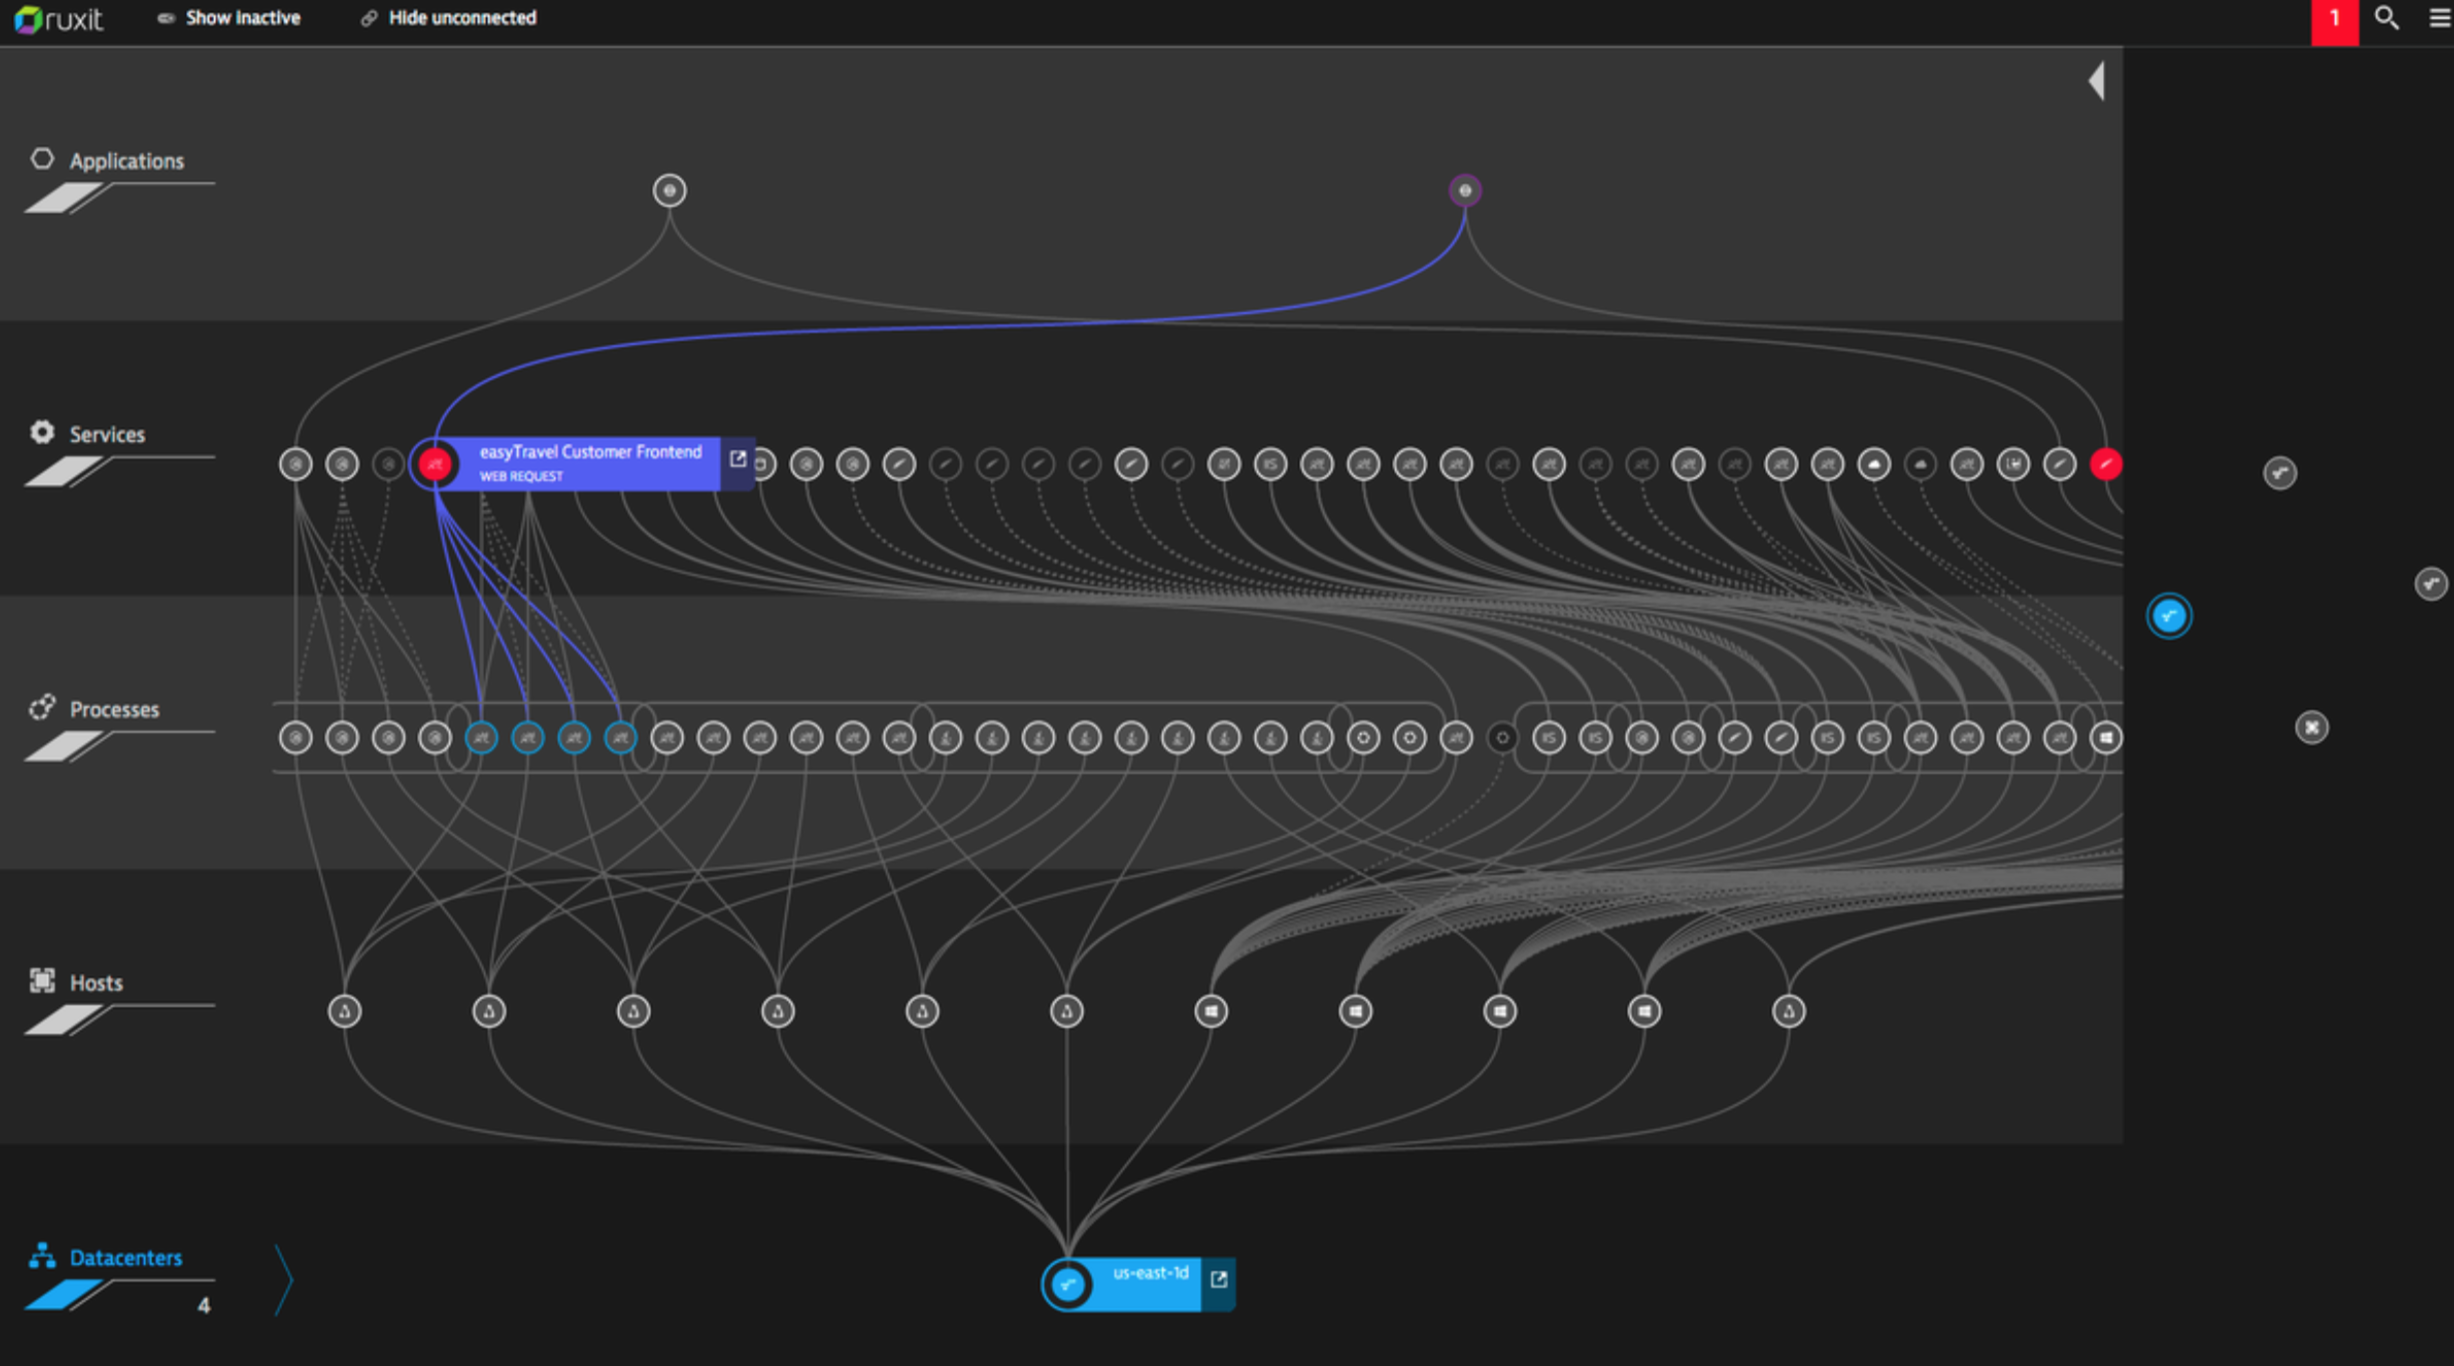 ruxit
Show inactive
Hide unconnected
1
Applications
Services
easyTravel Customer Frontend
WEB REQUEST
Processes
Hosts
Datacenters
4
us-east-1d